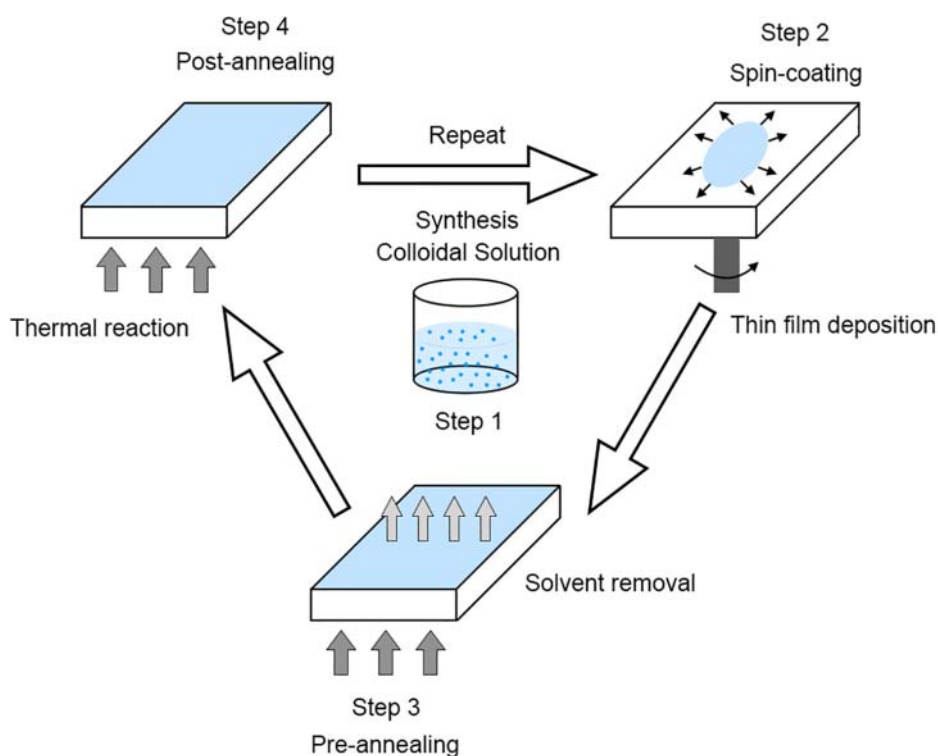 Step 4
Post-annealing
Step 2
Spin-coating
Repeat
Synthesis
Colloidal Solution
Thermal reaction
Thin film deposition
Step 1
Solvent removal
Step 3
Pre-annealing